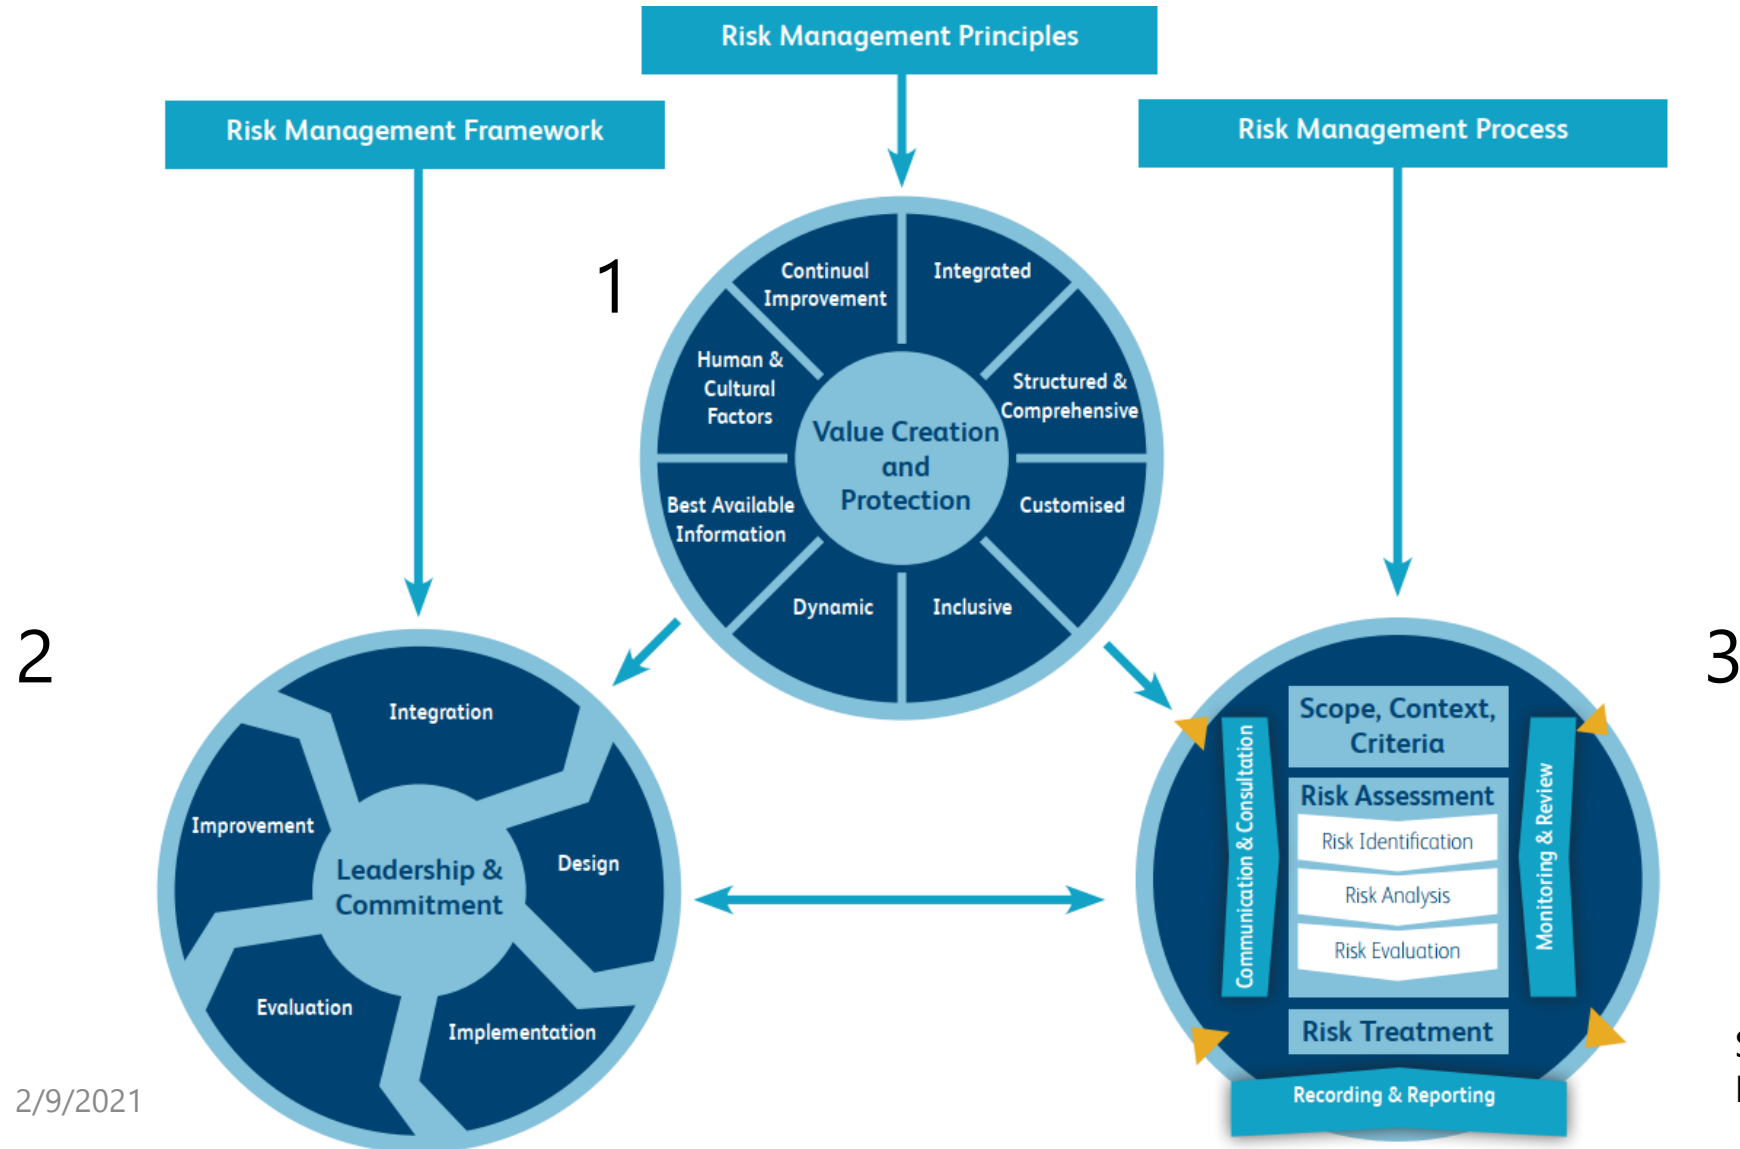 Risk Management Principles
Risk Management Framework
Risk Management Process
1
Continual
Improvement
Integrated
Human &
Cultural
Factors
Structured &
Comprehensive
Value Creation
and
Protection
Best Available
Information
Customised
Dynamic
Inclusive
2
Integration
Improvement
Design
Leadership &
Commitment
Evaluation
Implementation
3
Scope, Context,
Criteria
Communication & Consultation
Risk Assessment
Risk Identification
Risk Analysis
Risk Evaluation
Monitoring & Review
Risk Treatment
Recording & Reporting
2/9/2021